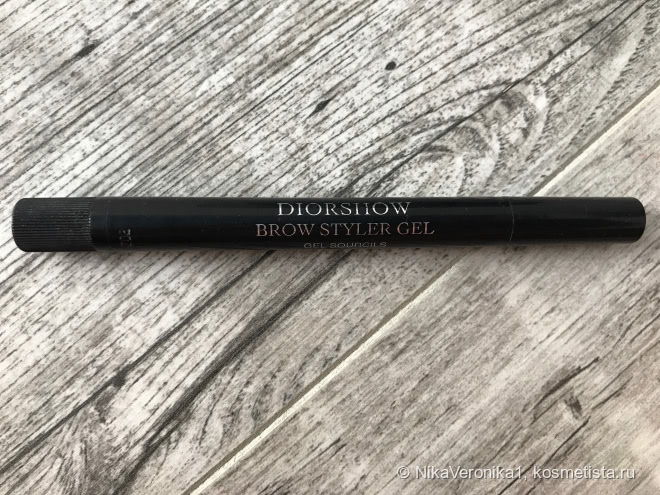 DIORSHOW
BROW STYLER GEL
GEL SOURCILS
© NikaVeronika1, kosmetista.ru